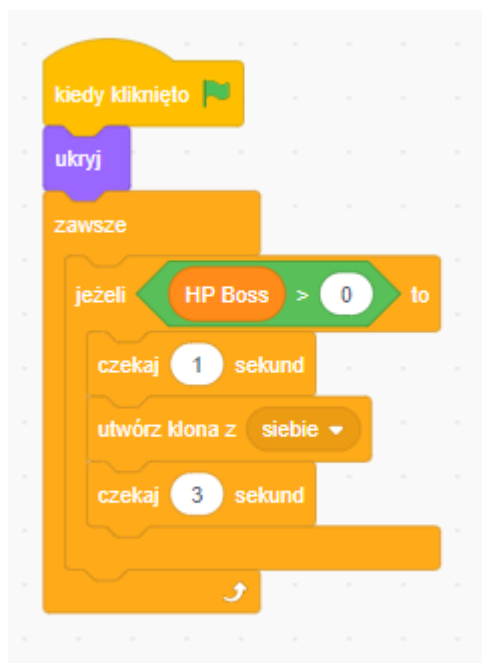 kiedy kliknięto
ukryj
zawsze
jeżeli HP Boss > 0 to
czekaj 1 sekund
utwórz klona z siebie
czekaj 3 sekund